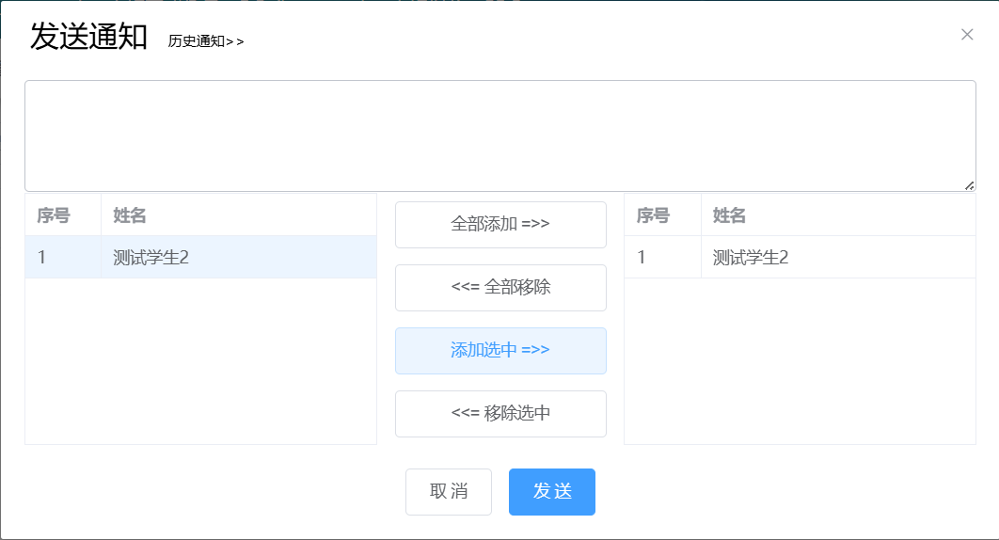 发送通知 历史通知>>
序号 姓名
1 测试学生2
全部添加 =>>
<<= 全部移除
添加选中 =>>
<<= 移除选中
序号 姓名
1 测试学生2
取消 发送